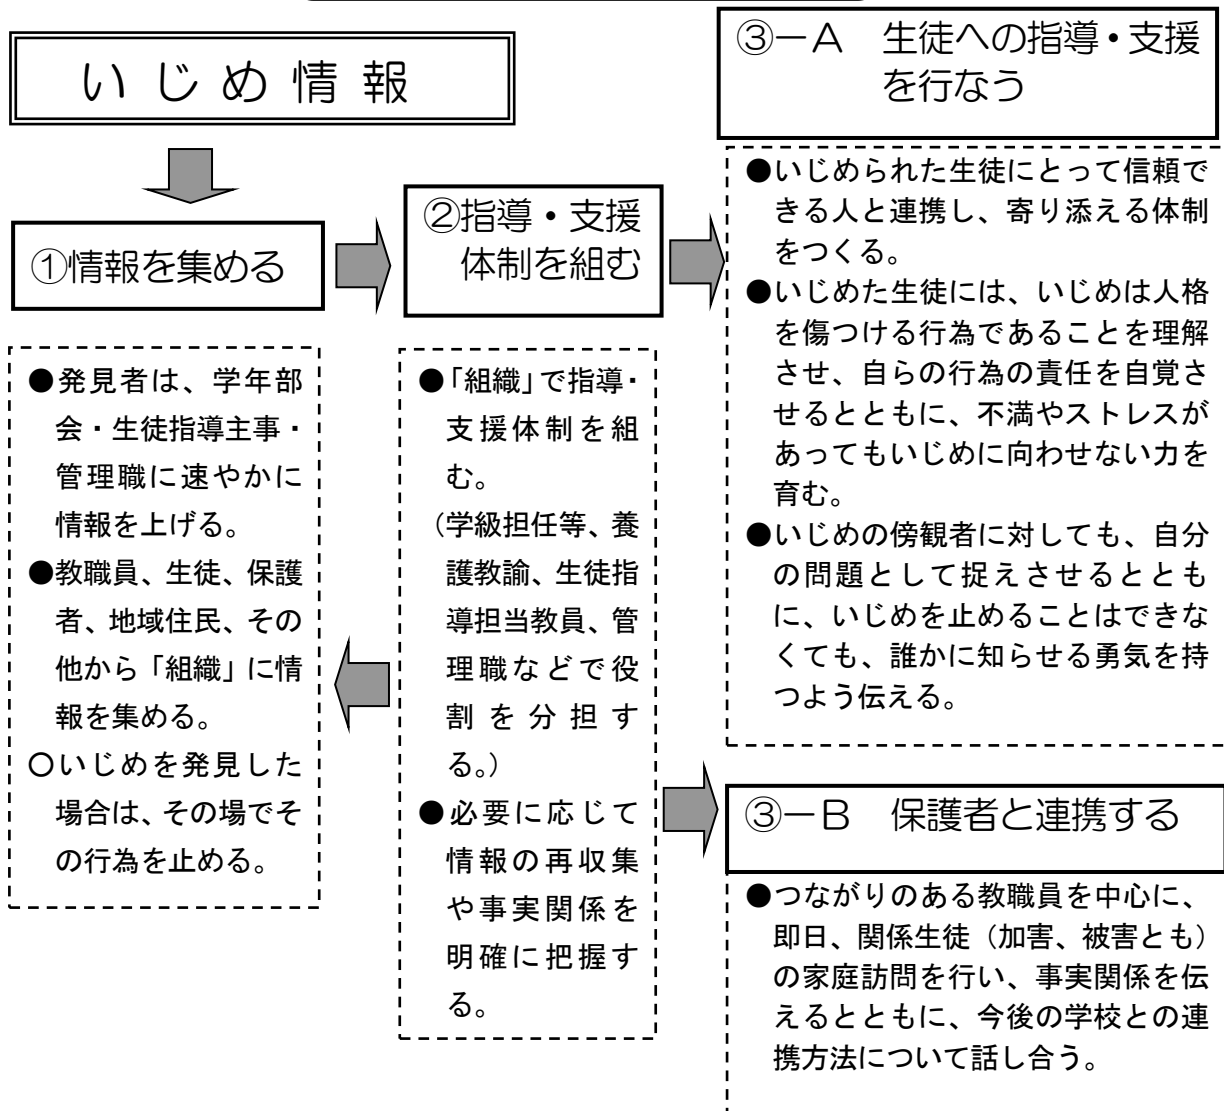 いじめ情報
①情報を集める
●発見者は、学年部
会・生徒指導主事・
管理職に速やかに
情報を上げる。
●教職員、生徒、保護
者、地域住民、その
他から「組織」に情
報を集める。
〇いじめを発見した
場合は、その場でそ
の行為を止める。
②指導・支援
体制を組む
●「組織」で指導・
支援体制を組
む。
（学級担任等、養
護教諭、生徒指
導担当教員、管
理職などで役
割を分担す
る。）
●必要に応じて
情報の再収集
や事実関係を
明確に把握す
る。
③－Ａ　生徒への指導・支援
を行なう
●いじめられた生徒にとって信頼で
きる人と連携し、寄り添える体制
をつくる。
●いじめた生徒には、いじめは人格
を傷つける行為であることを理解
させ、自らの行為の責任を自覚さ
せるとともに、不満やストレスが
あってもいじめに向わせない力を
育む。
●いじめの傍観者に対しても、自分
の問題として捉えさせるととも
に、いじめを止めることはできな
くても、誰かに知らせる勇気を持
つよう伝える。
③－Ｂ　保護者と連携する
●つながりのある教職員を中心に、
即日、関係生徒（加害、被害とも）
の家庭訪問を行い、事実関係を伝
えるとともに、今後の学校との連
携方法について話し合う。